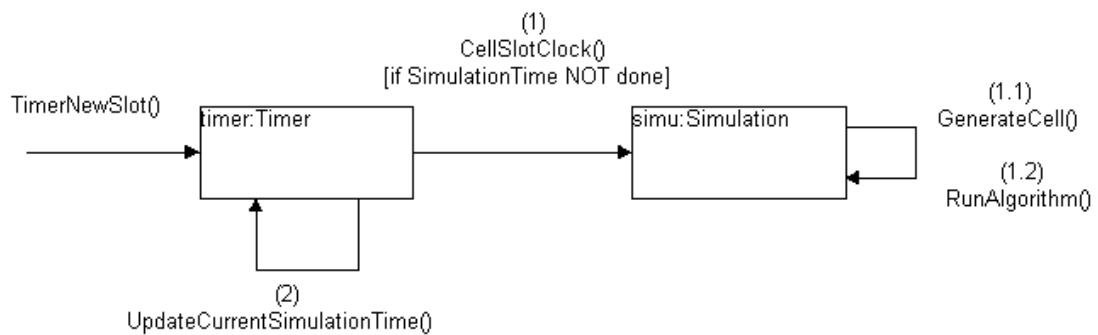 (1)
CellSlotClock()
[if SimulationTime NOT done]
TimerNewSlot()
timer:Timer
simu:Simulation
(1.1)
GenerateCell()
(1.2)
RunAlgorithm()
(2)
UpdateCurrentSimulationTime()